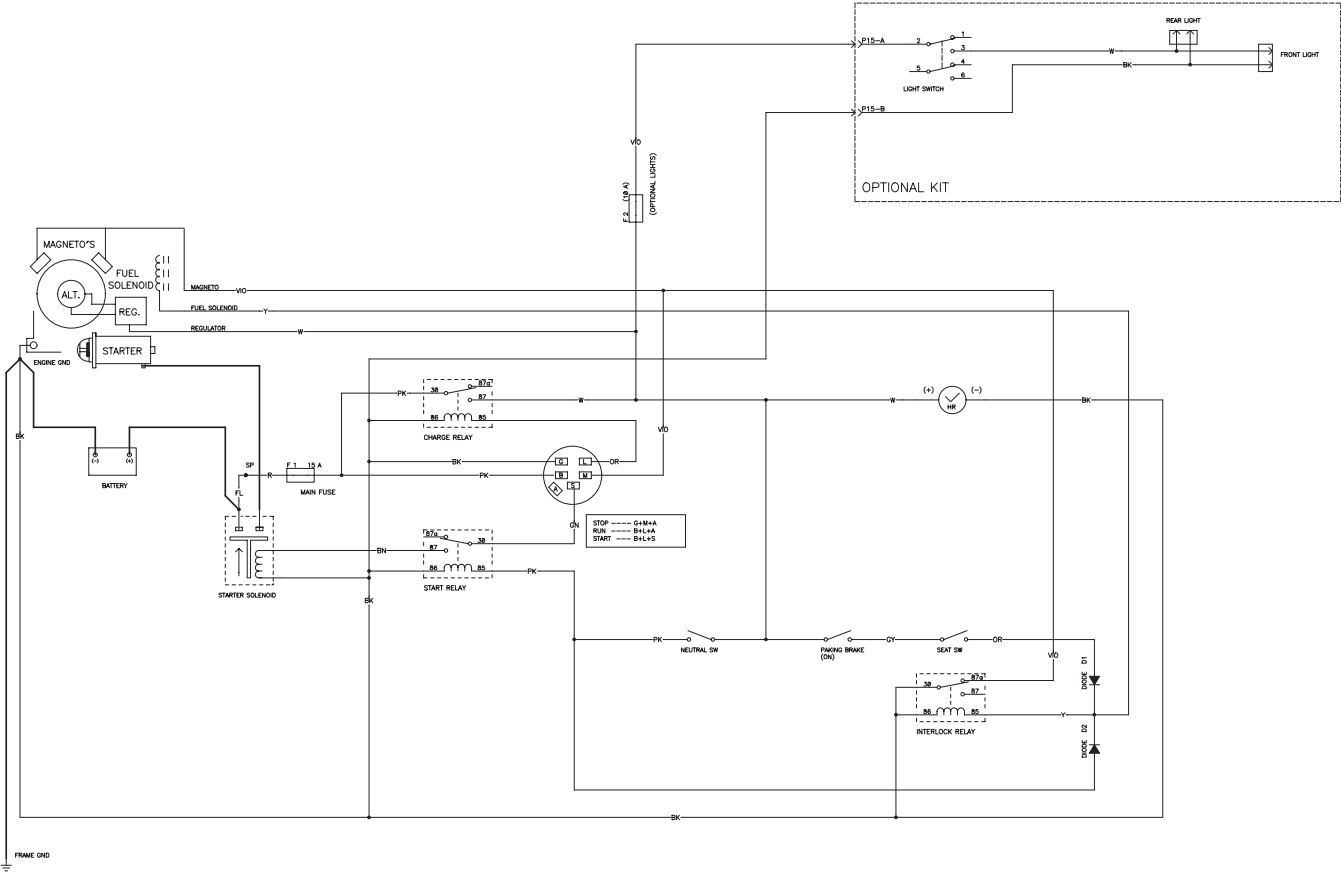 REAR LIGHT
P15-A
2
1
3
W
FRONT LIGHT
4
5
6
BK
LIGHT SWITCH
P15-B
VIO
F 2 (10 A)
(OPTIONAL LIGHTS)
OPTIONAL KIT
MAGNETO'S
FUEL
SOLENOID
ALT.
REG.
MAGNETO
VIO
FUEL SOLENOID
Y
REGULATOR
W
STARTER
ENGINE GND
BK
(-)
(+)
BATTERY
PK
30
87a
87
86
85
CHARGE RELAY
W
W
(+)
(-)
HR
BK
VIO
SP
R
F 1 15 A
MAIN FUSE
FL
BK
PK
G
L
B
M
A
S
OR
GN
STOP ---- G+M+A
RUN ---- B+L+A
START ---- B+L+S
87a
87
30
86
85
START RELAY
BN
PK
STARTER SOLENOID
BK
PK
NEUTRAL SW
PAKING BRAKE
(ON)
GY
SEAT SW
OR
VIO
DIODE D1
30
87a
87
86
85
INTERLOCK RELAY
Y
DIODE D2
BK
FRAME GND